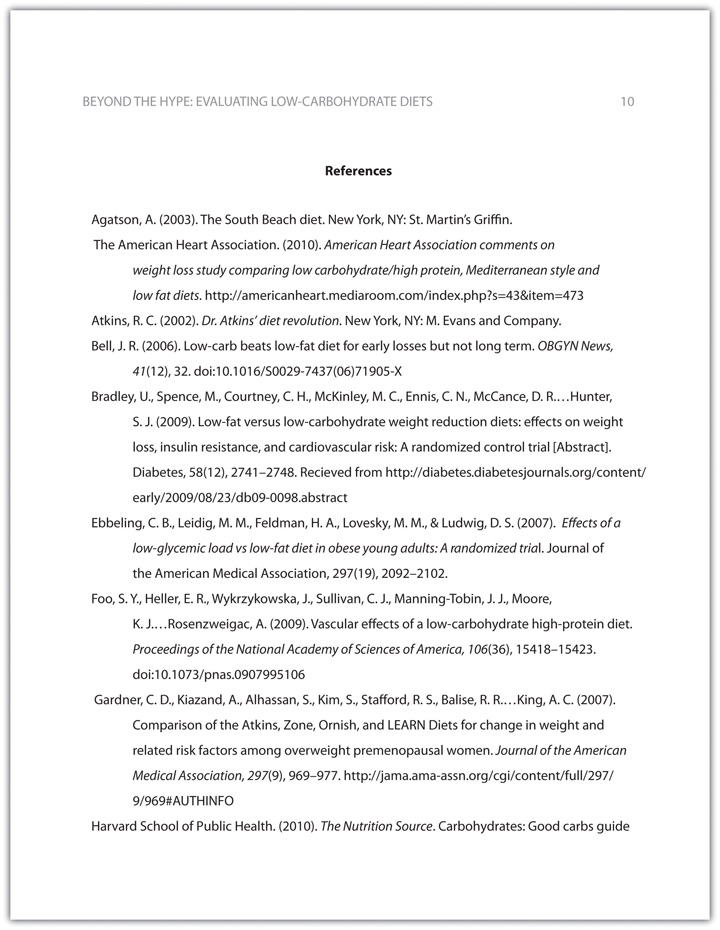 BEYOND THE HYPE: EVALUATING LOW-CARBOHYDRATE DIETS 10
References
Agatson, A. (2003). The South Beach diet. New York, NY: St. Martin’s Griffin.
The American Heart Association. (2010). American Heart Association comments on
weight loss study comparing low carbohydrate/high protein, Mediterranean style and
low fat diets. http://americanheart.mediaroom.com/index.php?s=43&item=473
Atkins, R. C. (2002). Dr. Atkins’ diet revolution. New York, NY: M. Evans and Company.
Bell, J. R. (2006). Low-carb beats low-fat diet for early losses but not long term. OBGYN News,
41(12), 32. doi:10.1016/S0029-7437(06)71905-X
Bradley, U., Spence, M., Courtney, C. H., McKinley, M. C., Ennis, C. N., McCance, D. R.…Hunter,
S. J. (2009). Low-fat versus low-carbohydrate weight reduction diets: effects on weight
loss, insulin resistance, and cardiovascular risk: A randomized control trial [Abstract].
Diabetes, 58(12), 2741–2748. Recieved from http://diabetes.diabetesjournals.org/content/
early/2009/08/23/db09-0098.abstract
Ebbeling, C. B., Leidig, M. M., Feldman, H. A., Lovesky, M. M., & Ludwig, D. S. (2007). Effects of a
low-glycemic load vs low-fat diet in obese young adults: A randomized trial. Journal of
the American Medical Association, 297(19), 2092–2102.
Foo, S. Y., Heller, E. R., Wykrzykowska, J., Sullivan, C. J., Manning-Tobin, J. J., Moore,
K. J.…Rosenzweigac, A. (2009). Vascular effects of a low-carbohydrate high-protein diet.
Proceedings of the National Academy of Sciences of America, 106(36), 15418–15423.
doi:10.1073/pnas.0907995106
Gardner, C. D., Kiazand, A., Alhassan, S., Kim, S., Stafford, R. S., Balise, R. R.…King, A. C. (2007).
Comparison of the Atkins, Zone, Ornish, and LEARN Diets for change in weight and
related risk factors among overweight premenopausal women. Journal of the American
Medical Association, 297(9), 969–977. http://jama.ama-assn.org/cgi/content/full/297/
9/969#AUTHINFO
Harvard School of Public Health. (2010). The Nutrition Source. Carbohydrates: Good carbs guide